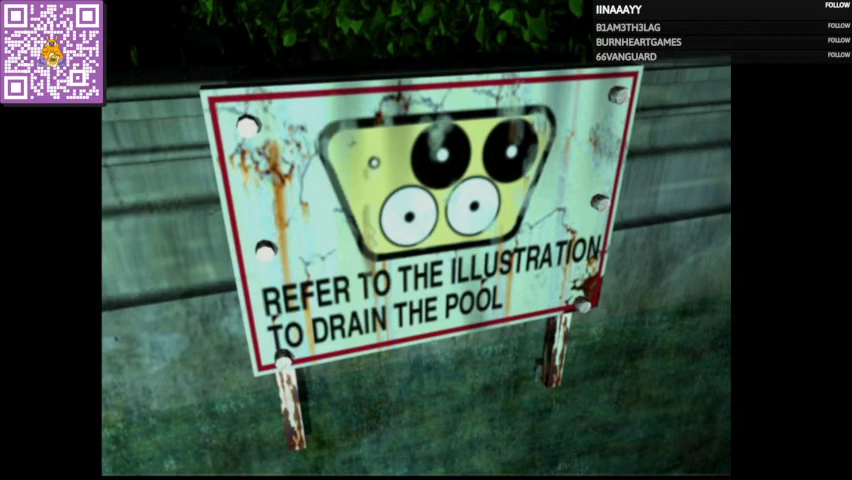 IINAAAYY FOLLOW
B1AM3TH3LAG FOLLOW
BURNHEARTGAMES FOLLOW
66VANGUARD FOLLOW
REFER TO THE ILLUSTRATION
TO DRAIN THE POOL